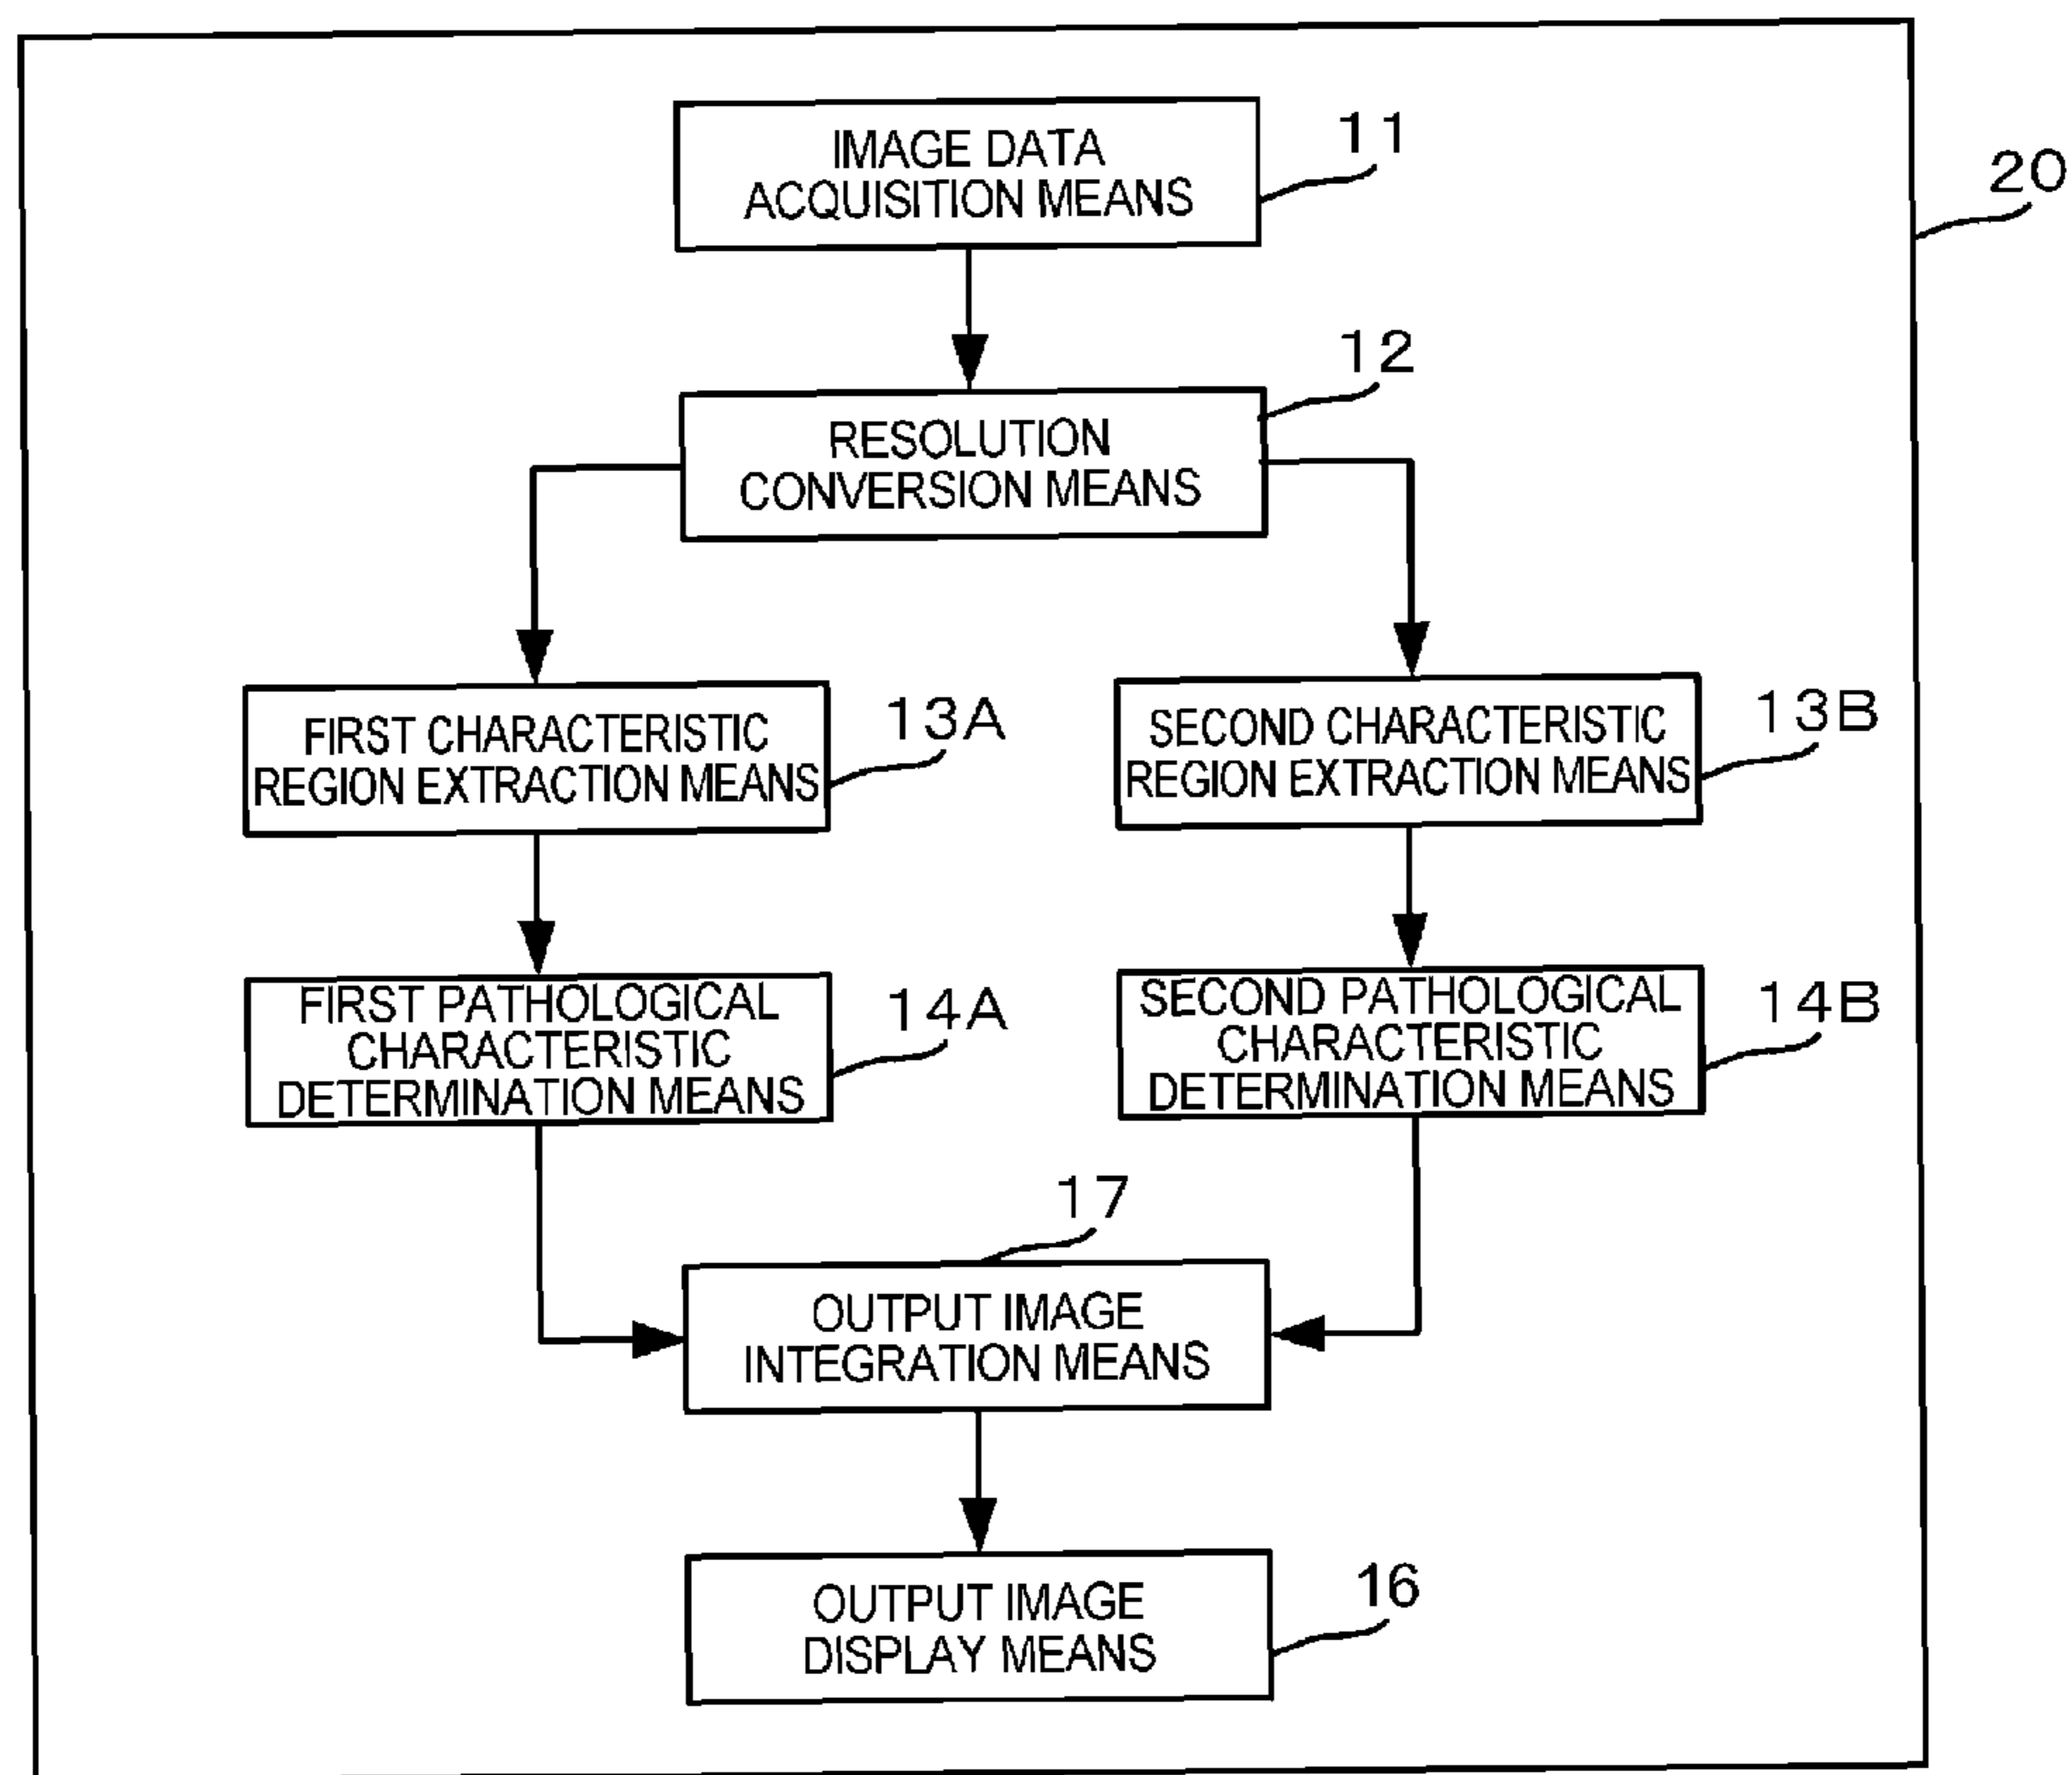 IMAGE DATA
ACQUISITION MEANS
11
20
12
RESOLUTION
CONVERSION MEANS
FIRST CHARACTERISTIC
REGION EXTRACTION MEANS
13A
SECOND CHARACTERISTIC
REGION EXTRACTION MEANS
13B
FIRST PATHOLOGICAL
CHARACTERISTIC
DETERMINATION MEANS
14A
SECOND PATHOLOGICAL
CHARACTERISTIC
DETERMINATION MEANS
14B
17
OUTPUT IMAGE
INTEGRATION MEANS
OUTPUT IMAGE
DISPLAY MEANS
16